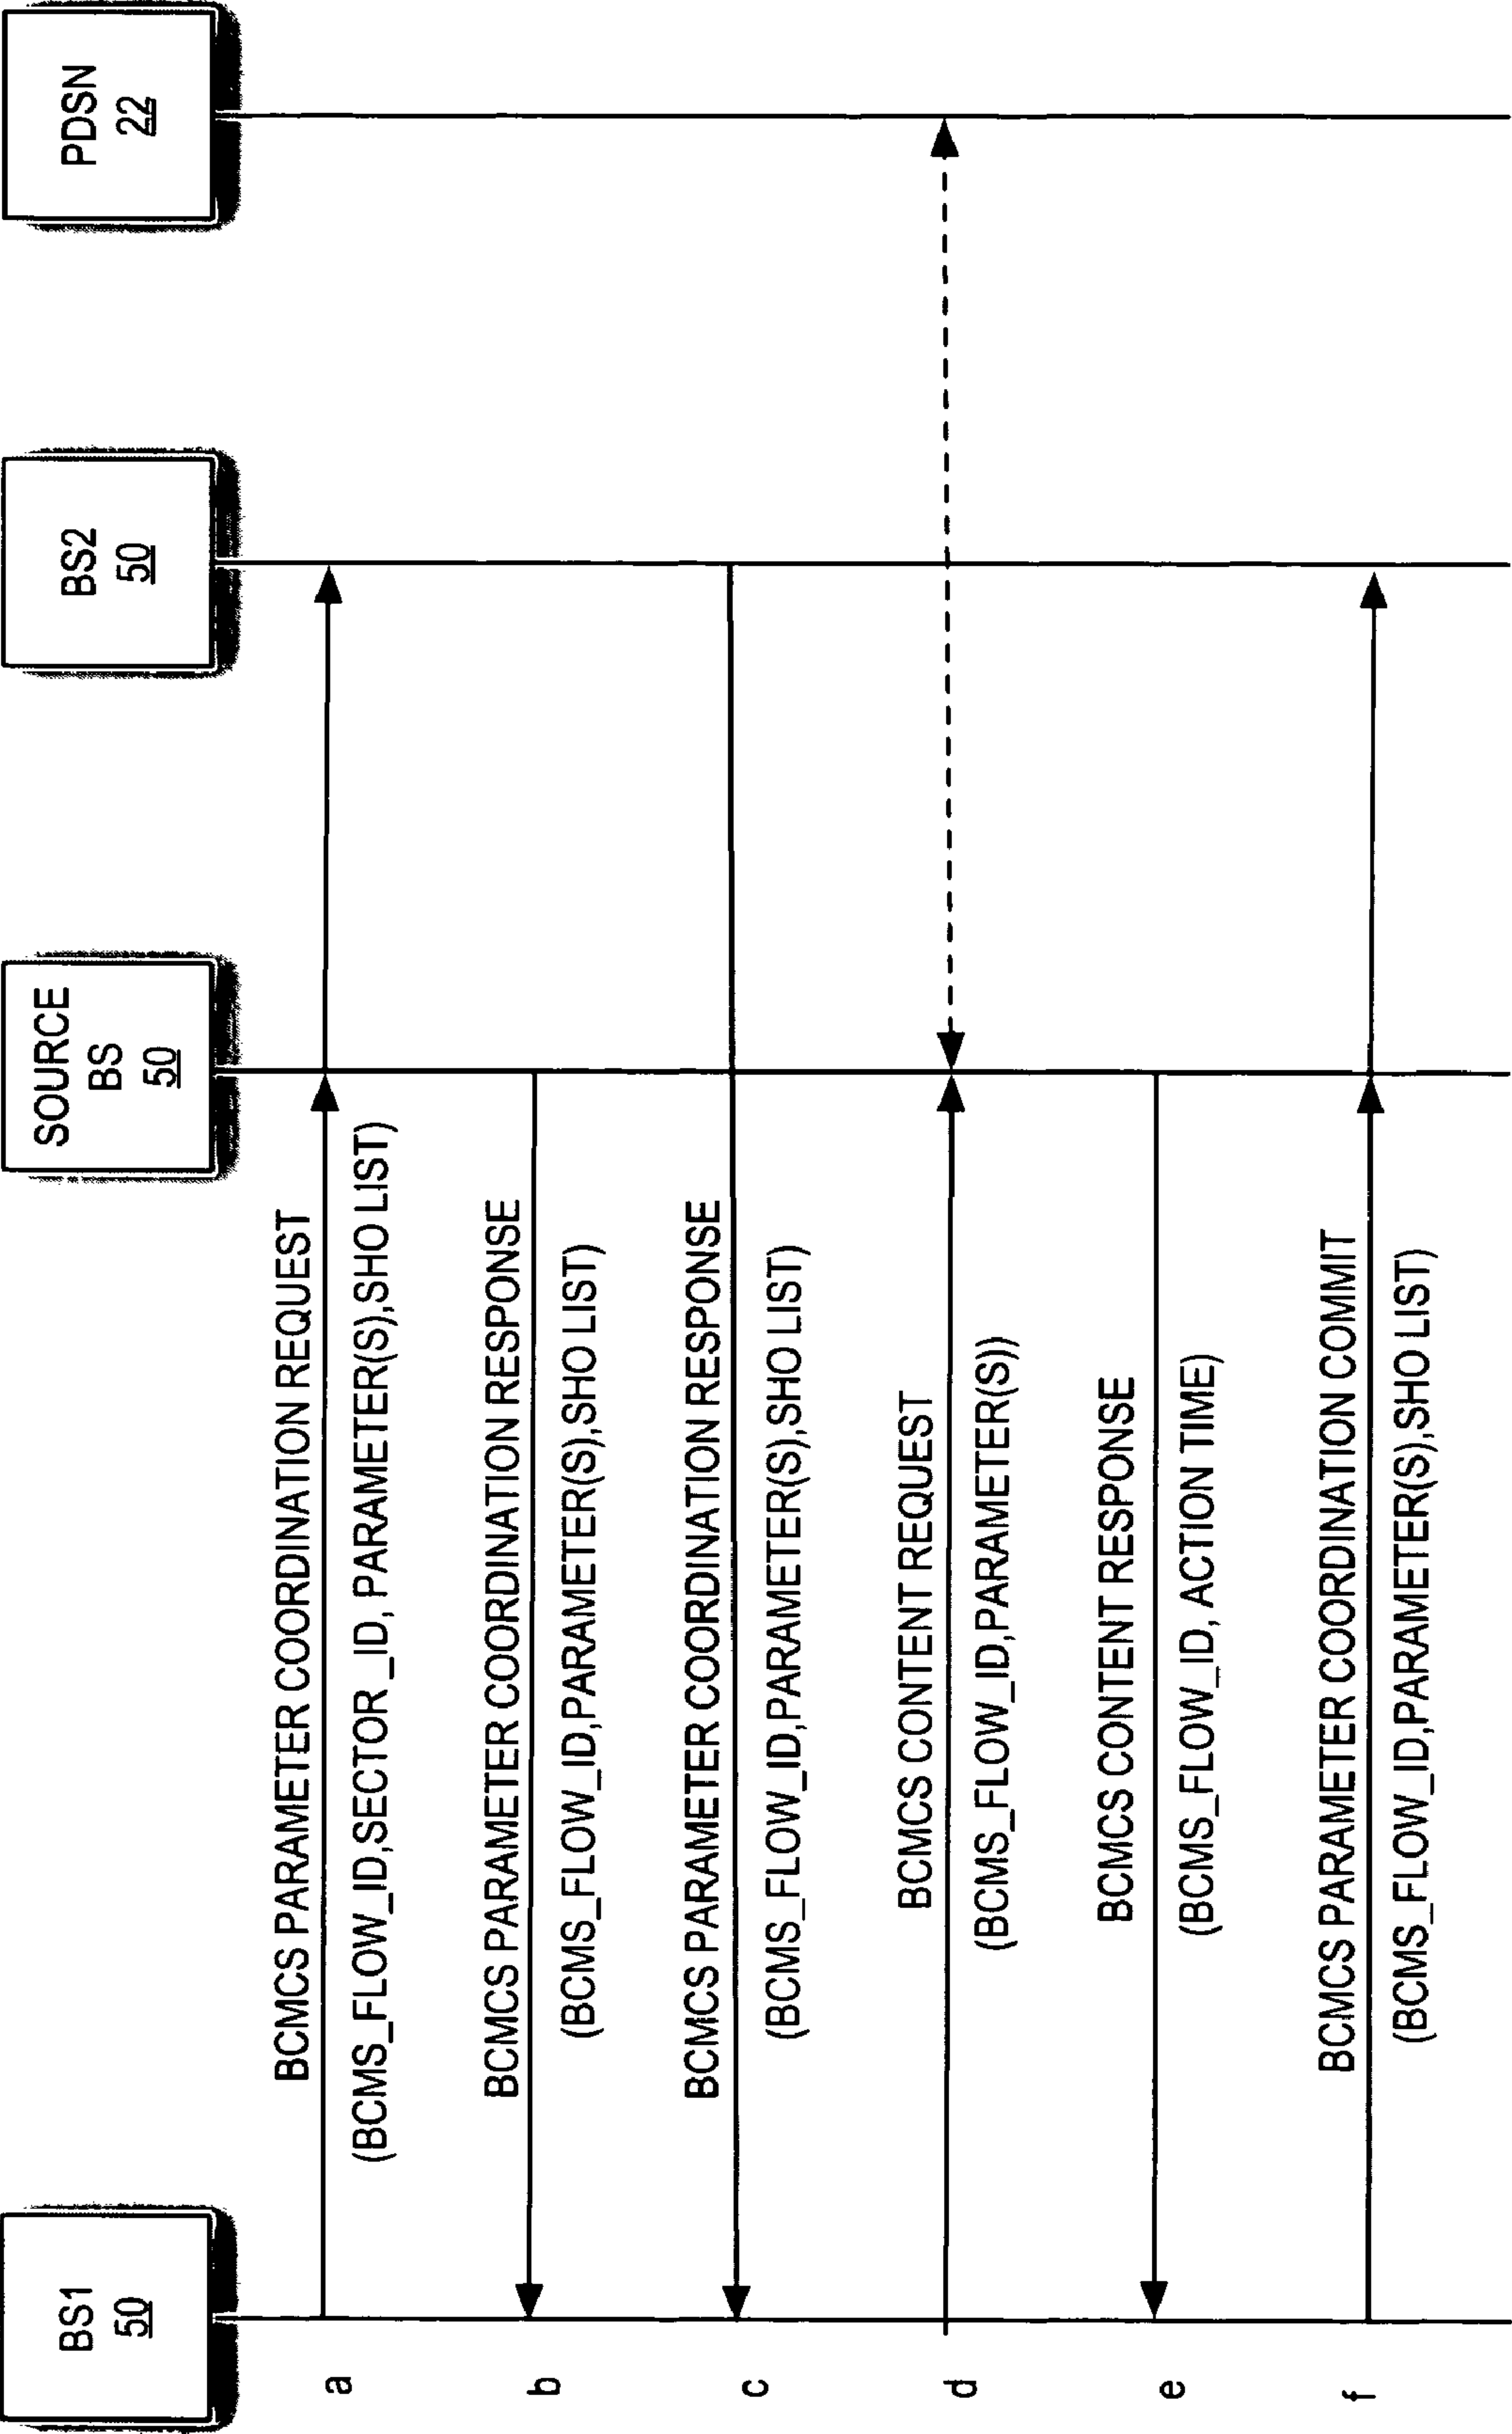 BS1
50
SOURCE
BS
50
BS2
50
PDSN
22
a
BCMCS PARAMETER COORDINATION REQUEST
(BCMS_FLOW_ID,SECTOR_ID, PARAMETER(S),SHO LIST)
b
BCMCS PARAMETER COORDINATION RESPONSE
(BCMS_FLOW_ID,PARAMETER(S),SHO LIST)
c
BCMCS PARAMETER COORDINATION RESPONSE
(BCMS_FLOW_ID,PARAMETER(S),SHO LIST)
d
BCMCS CONTENT REQUEST
(BCMS_FLOW_ID,PARAMETER(S))
e
BCMCS CONTENT RESPONSE
(BCMS_FLOW_ID, ACTION TIME)
f
BCMCS PARAMETER COORDINATION COMMIT
(BCMS_FLOW_ID,PARAMETER(S),SHO LIST)